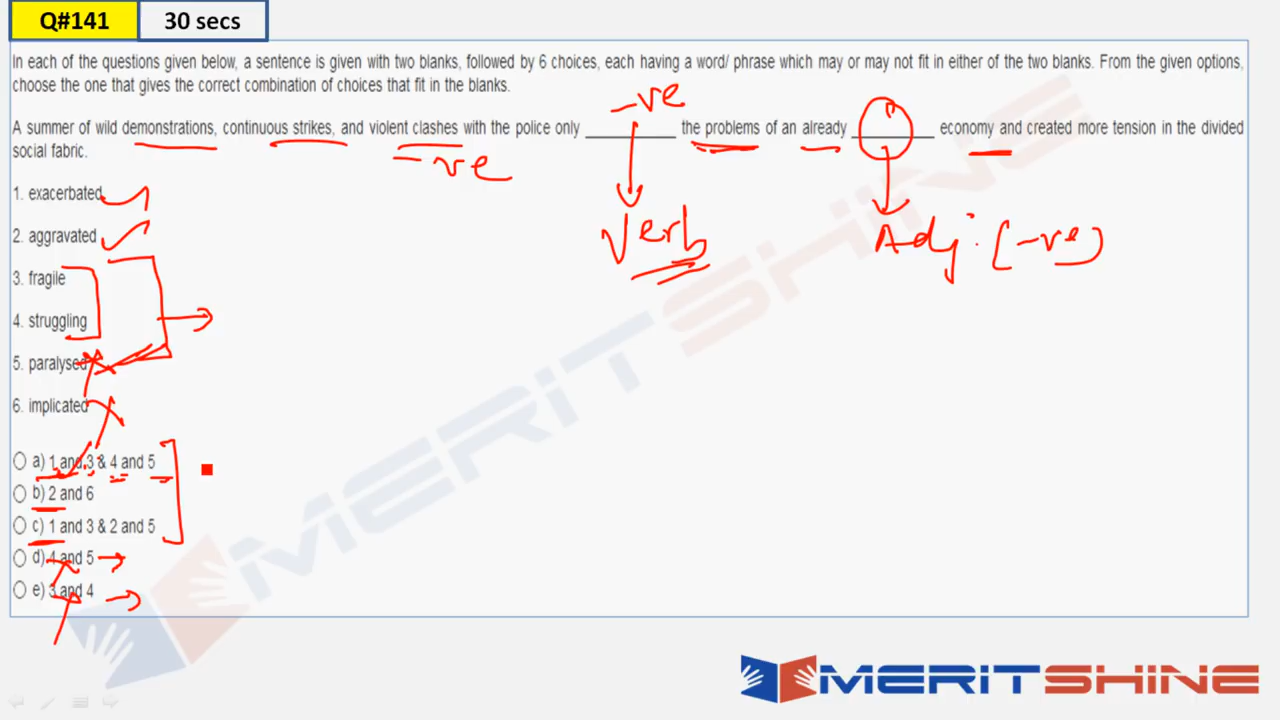 Q#141 30 secs
In each of the questions given below, a sentence is given with two blanks, followed by 6 choices, each having a word/ phrase which may or may not fit in either of the two blanks. From the given options,
choose the one that gives the correct combination of choices that fit in the blanks.
-ve
A summer of wild demonstrations, continuous strikes, and violent clashes with the police only ____________ the problems of an already ____________ economy and created more tension in the divided
social fabric.
-ve
1. exacerbated
2. aggravated
Verb Adj. (-ve)
3. fragile
4. struggling
5. paralysed
6. implicated
a) 1 and 3 & 4 and 5
b) 2 and 6
c) 1 and 3 & 2 and 5
d) 4 and 5
e) 3 and 4
MERITSHINE
MERITSHINE